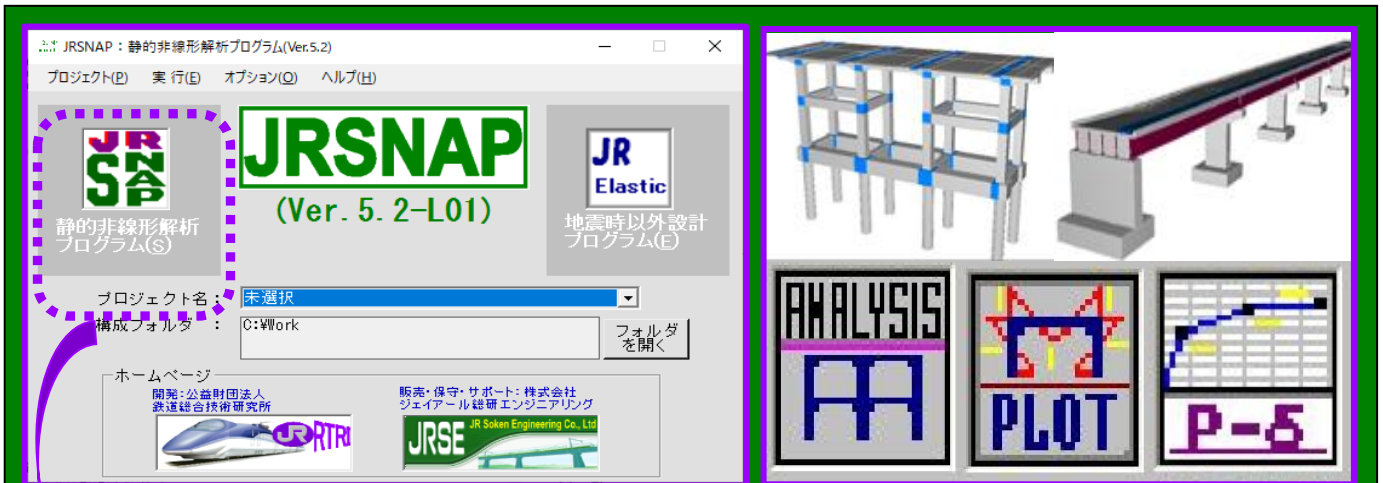 JRSNAP：静的非線形解析プログラム(Ver.5.2)
プロジェクト(P) 実 行(E) オプション(O) ヘルプ(H)
JR
SNAP
静的非線形解析
プログラム(S)
JRSNAP
(Ver. 5. 2-L01)
JR
Elastic
地震時以外設計
プログラム(E)
プロジェクト名：
未選択
構成フォルダ ：
C:¥Work
フォルダ
を開く
ホームページ
開発：公益財団法人
鉄道総合技術研究所
RTRI
販売・保守・サポート： 株式会社
ジェイアール総研エンジニアリング
JRSE
JR Soken Engineering Co., Ltd
ANALYSIS
PLOT
P-δ